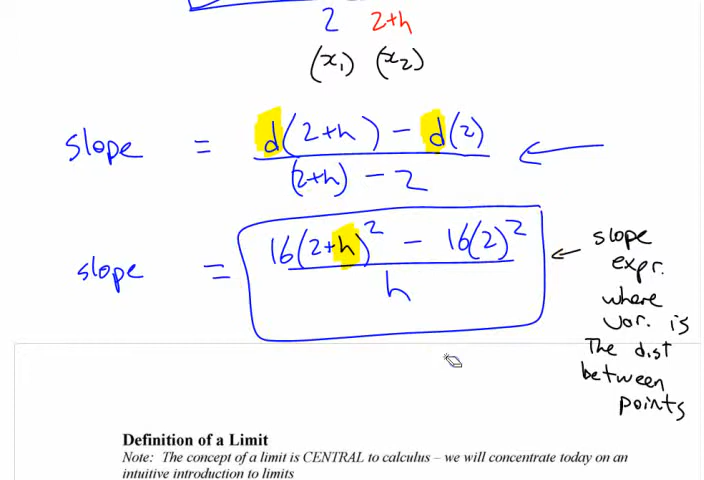 2 2+h
(x₁) (x₂)
slope = d(2+h) - d(2)
(2+h) - 2
slope = 16(2+h)² - 16(2)²
h
← slope
expr.
where
var. is
The dist
between
points
Definition of a Limit
Note: The concept of a limit is CENTRAL to calculus – we will concentrate today on an
intuitive introduction to limits